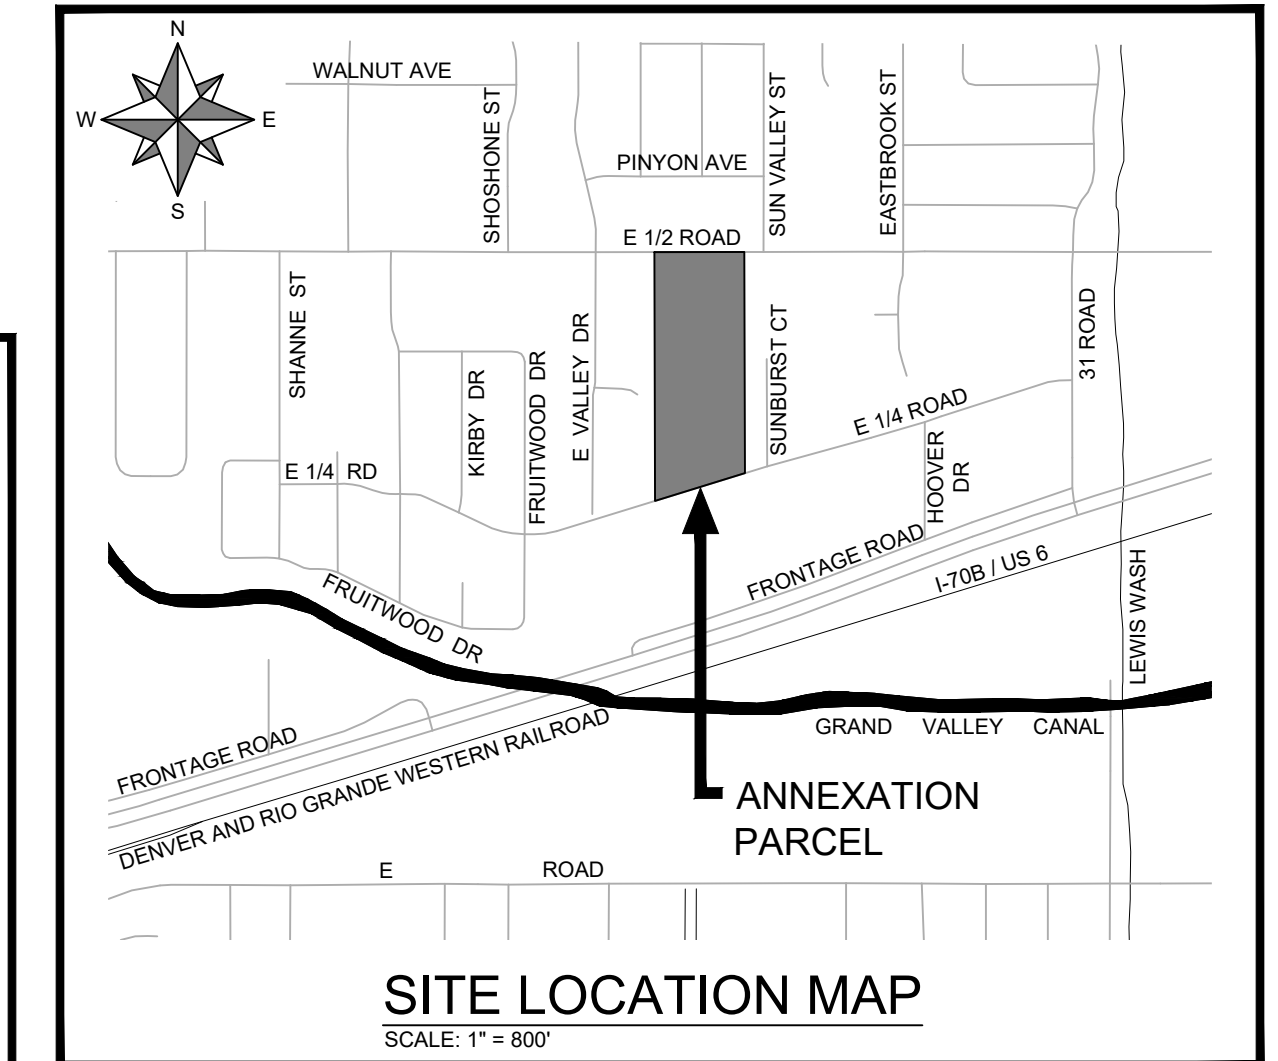 N
W
E
S
WALNUT AVE
SHOSHONE ST
PINYON AVE
SUN VALLEY ST
EASTBROOK ST
E 1/2 ROAD
SHANNE ST
KIRBY DR
FRUITWOOD DR
E VALLEY DR
SUNBURST CT
31 ROAD
E 1/4 ROAD
E 1/4 RD
HOOVER
DR
FRONTAGE ROAD
I-70B / US 6
LEWIS WASH
FRUITWOOD DR
GRAND VALLEY CANAL
FRONTAGE ROAD
DENVER AND RIO GRANDE WESTERN RAILROAD
ANNEXATION
PARCEL
E ROAD
SITE LOCATION MAP
SCALE: 1" = 800'